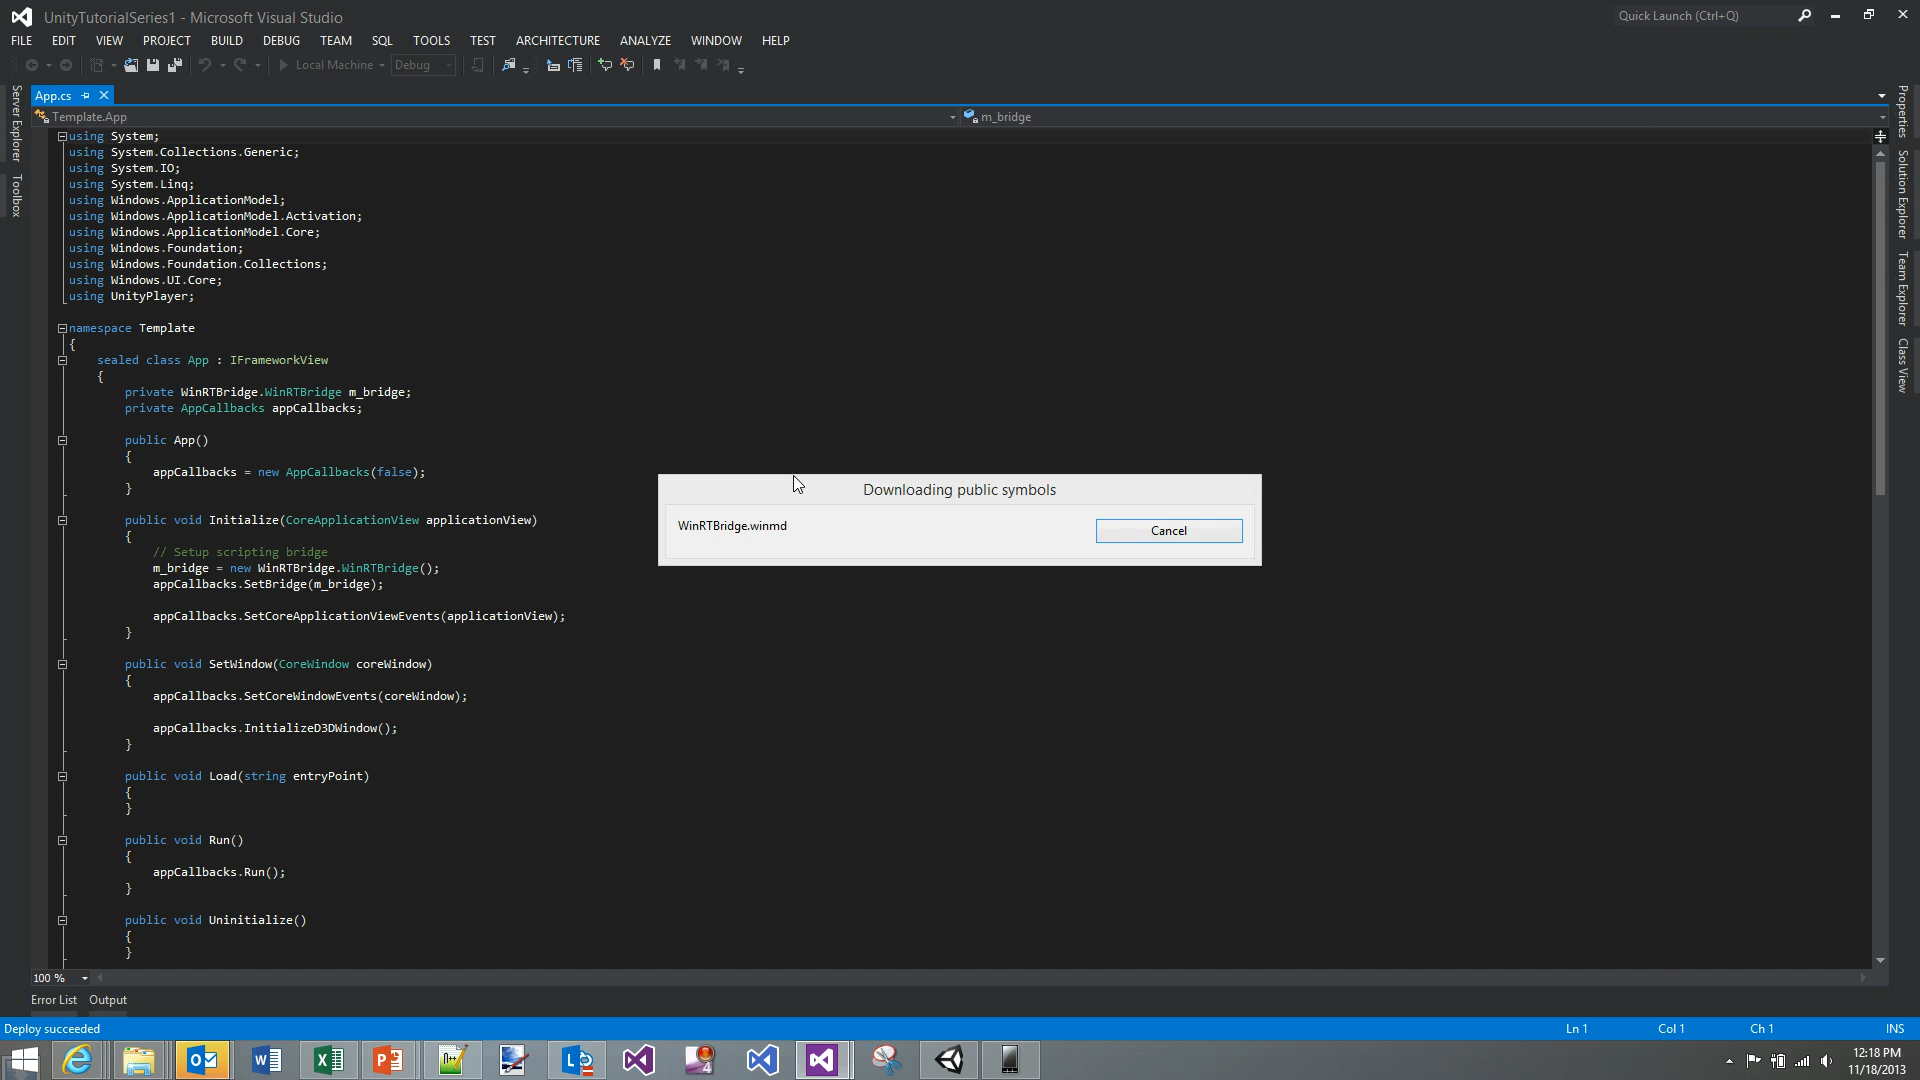 UnityTutorialSeries1 - Microsoft Visual Studio
Quick Launch (Ctrl+Q)
FILE EDIT VIEW PROJECT BUILD DEBUG TEAM SQL TOOLS TEST ARCHITECTURE ANALYZE WINDOW HELP
Local Machine Debug
App.cs
Template.App
m_bridge
Server Explorer
Toolbox
Properties
Solution Explorer
Team Explorer
Class View
using System;
using System.Collections.Generic;
using System.IO;
using System.Linq;
using Windows.ApplicationModel;
using Windows.ApplicationModel.Activation;
using Windows.ApplicationModel.Core;
using Windows.Foundation;
using Windows.Foundation.Collections;
using Windows.UI.Core;
using UnityPlayer;
namespace Template
{
sealed class App : IFrameworkView
{
private WinRTBridge.WinRTBridge m_bridge;
private AppCallbacks appCallbacks;
public App()
{
appCallbacks = new AppCallbacks(false);
}
public void Initialize(CoreApplicationView applicationView)
{
// Setup scripting bridge
m_bridge = new WinRTBridge.WinRTBridge();
appCallbacks.SetBridge(m_bridge);
appCallbacks.SetCoreApplicationViewEvents(applicationView);
}
public void SetWindow(CoreWindow coreWindow)
{
appCallbacks.SetCoreWindowEvents(coreWindow);
appCallbacks.InitializeD3DWindow();
}
public void Load(string entryPoint)
{
}
public void Run()
{
appCallbacks.Run();
}
public void Uninitialize()
{
}
Downloading public symbols
WinRTBridge.winmd
Cancel
100 %
Error List Output
Deploy succeeded
Ln 1 Col 1 Ch 1 INS
12:18 PM
11/18/2013